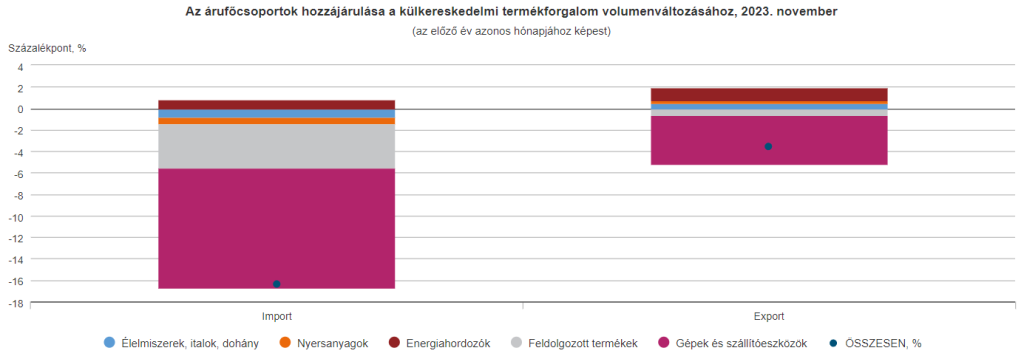 Az árufőcsoportok hozzájárulása a külkereskedelmi termékforgalom volumenváltozásához, 2023. november
(az előző év azonos hónapjához képest)
Százalékpont, %
4
2
0
-2
-4
-6
-8
-10
-12
-14
-16
-18
Import Export
Élelmiszerek, italok, dohány Nyersanyagok Energiahordozók Feldolgozott termékek Gépek és szállítóeszközök ÖSSZESEN, %